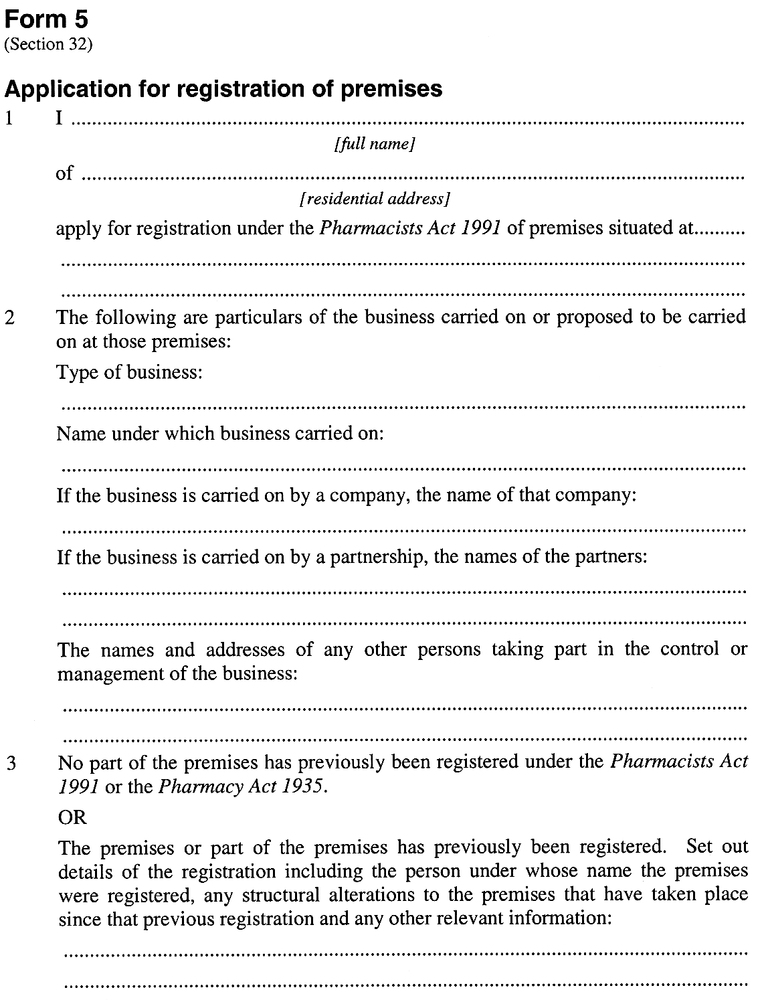 Form 5
(Section 32)
Application for registration of premises
1 I ..........
[full name]
of ..........
[residential address]
apply for registration under the Pharmacists Act 1991 of premises situated at..........
..........
..........
2 The following are particulars of the business carried on or proposed to be carried
on at those premises:
Type of business:
..........
Name under which business carried on:
..........
If the business is carried on by a company, the name of that company:
..........
If the business is carried on by a partnership, the names of the partners:
..........
..........
The names and addresses of any other persons taking part in the control or
management of the business:
..........
..........
3 No part of the premises has previously been registered under the Pharmacists Act
1991 or the Pharmacy Act 1935.
OR
The premises or part of the premises has previously been registered. Set out
details of the registration including the person under whose name the premises
were registered, any structural alterations to the premises that have taken place
since that previous registration and any other relevant information:
..........
..........